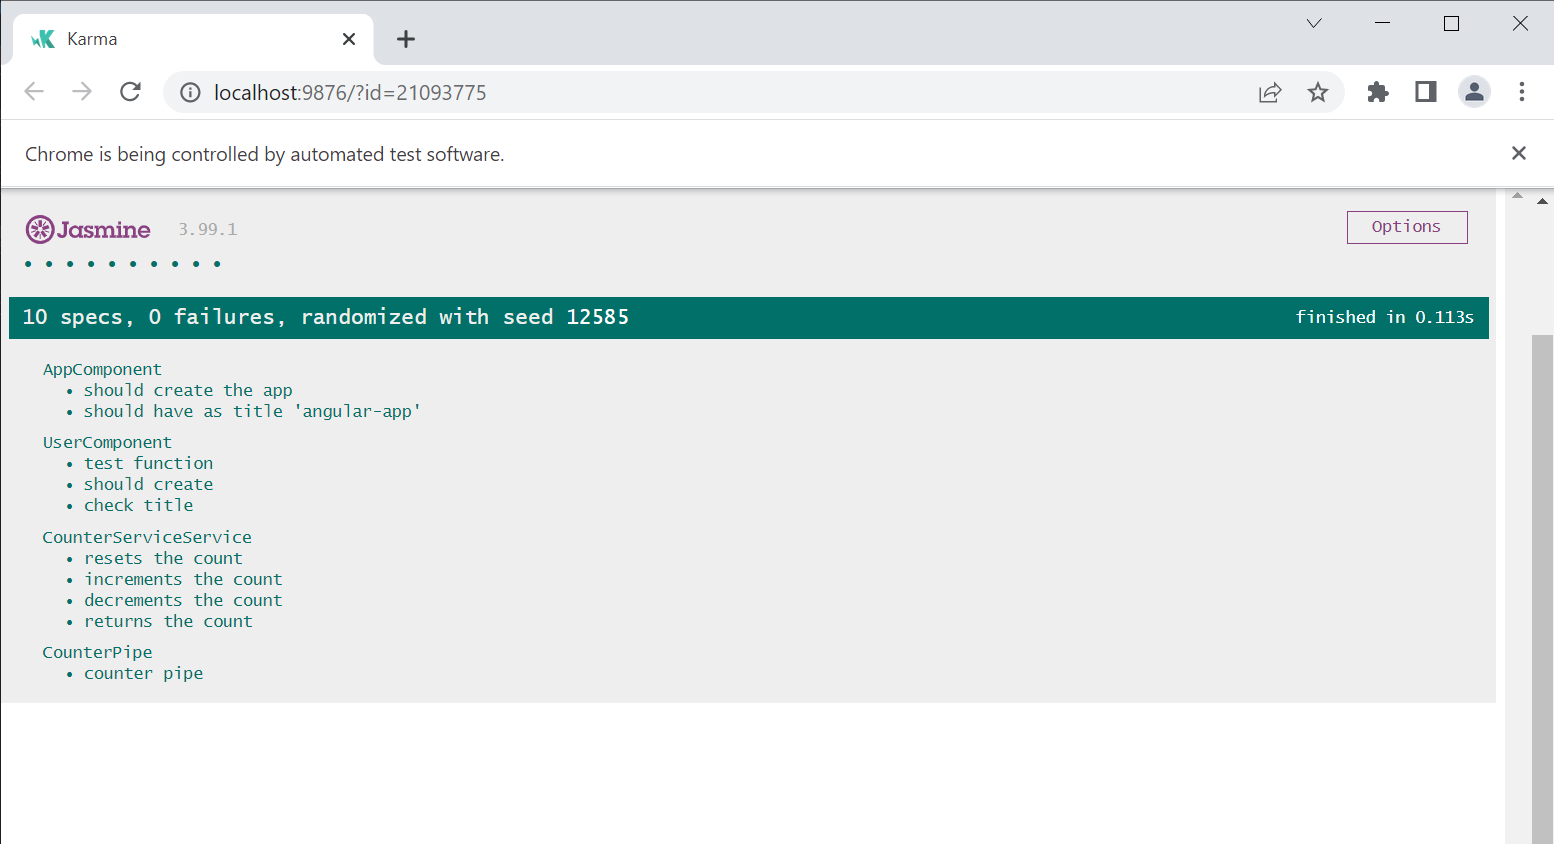 Karma
localhost:9876/?id=21093775
Chrome is being controlled by automated test software.
Jasmine 3.99.1 Options
• • • • • • • • • •
10 specs, 0 failures, randomized with seed 12585 finished in 0.113s
AppComponent
• should create the app
• should have as title 'angular-app'
UserComponent
• test function
• should create
• check title
CounterServiceService
• resets the count
• increments the count
• decrements the count
• returns the count
CounterPipe
• counter pipe